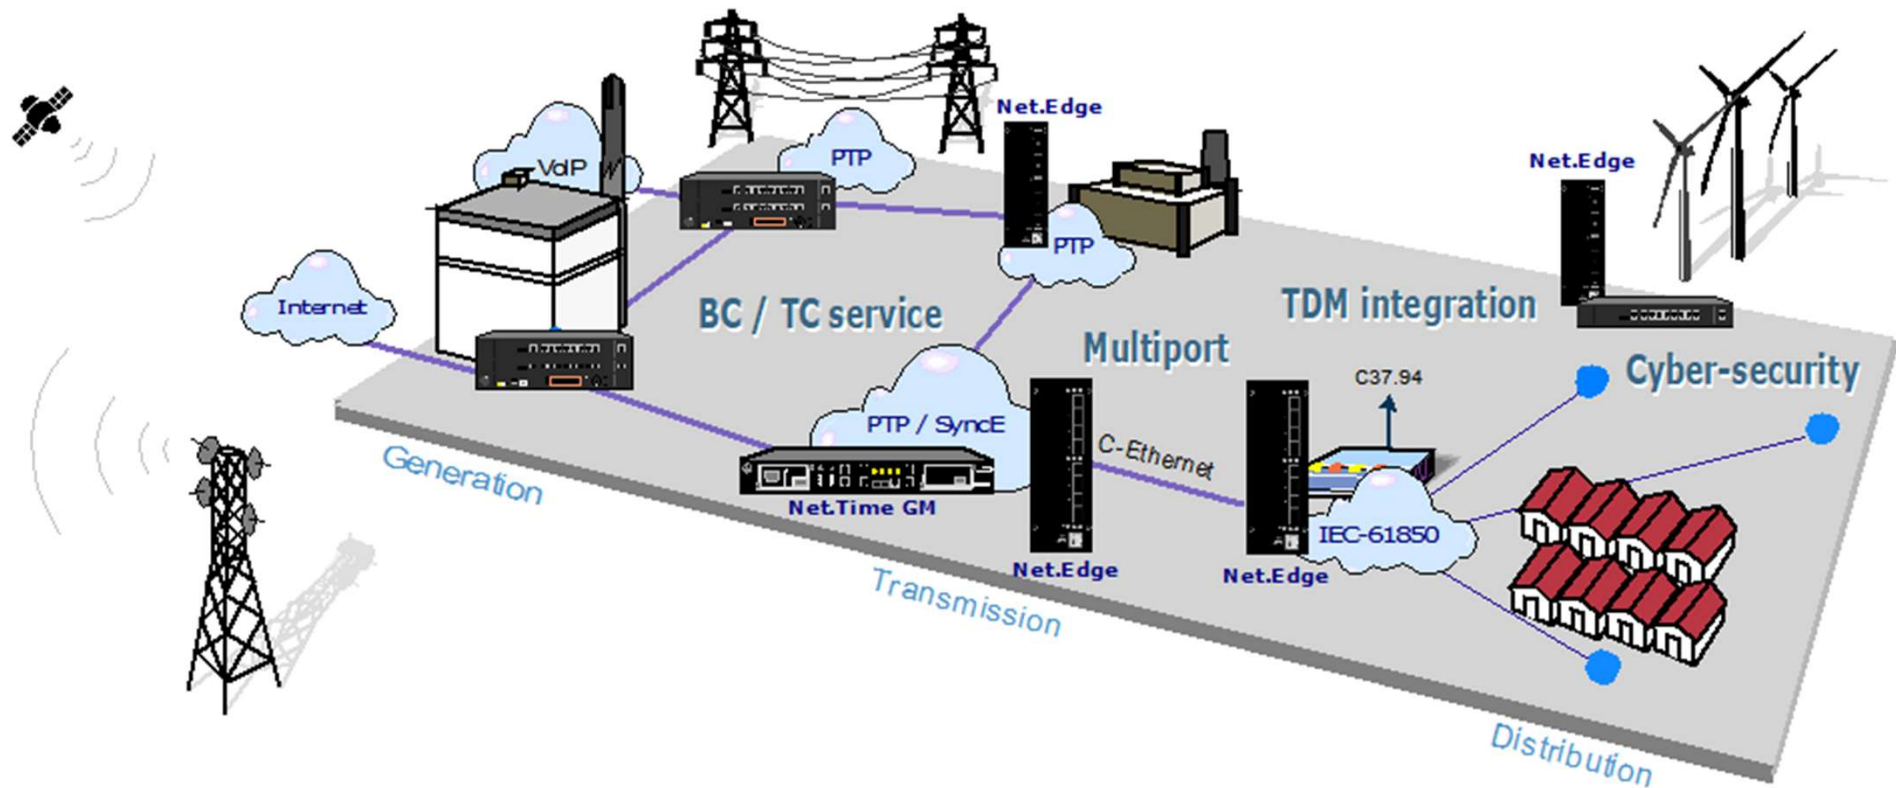 Net.Edge
VoIP
PTP
Net.Edge
PTP
Internet
BC / TC service
TDM integration
Multiport
Cyber-security
C37.94
PTP / SyncE
C-Ethernet
Generation
Net.Time GM
IEC-61850
Net.Edge
Net.Edge
Transmission
Distribution